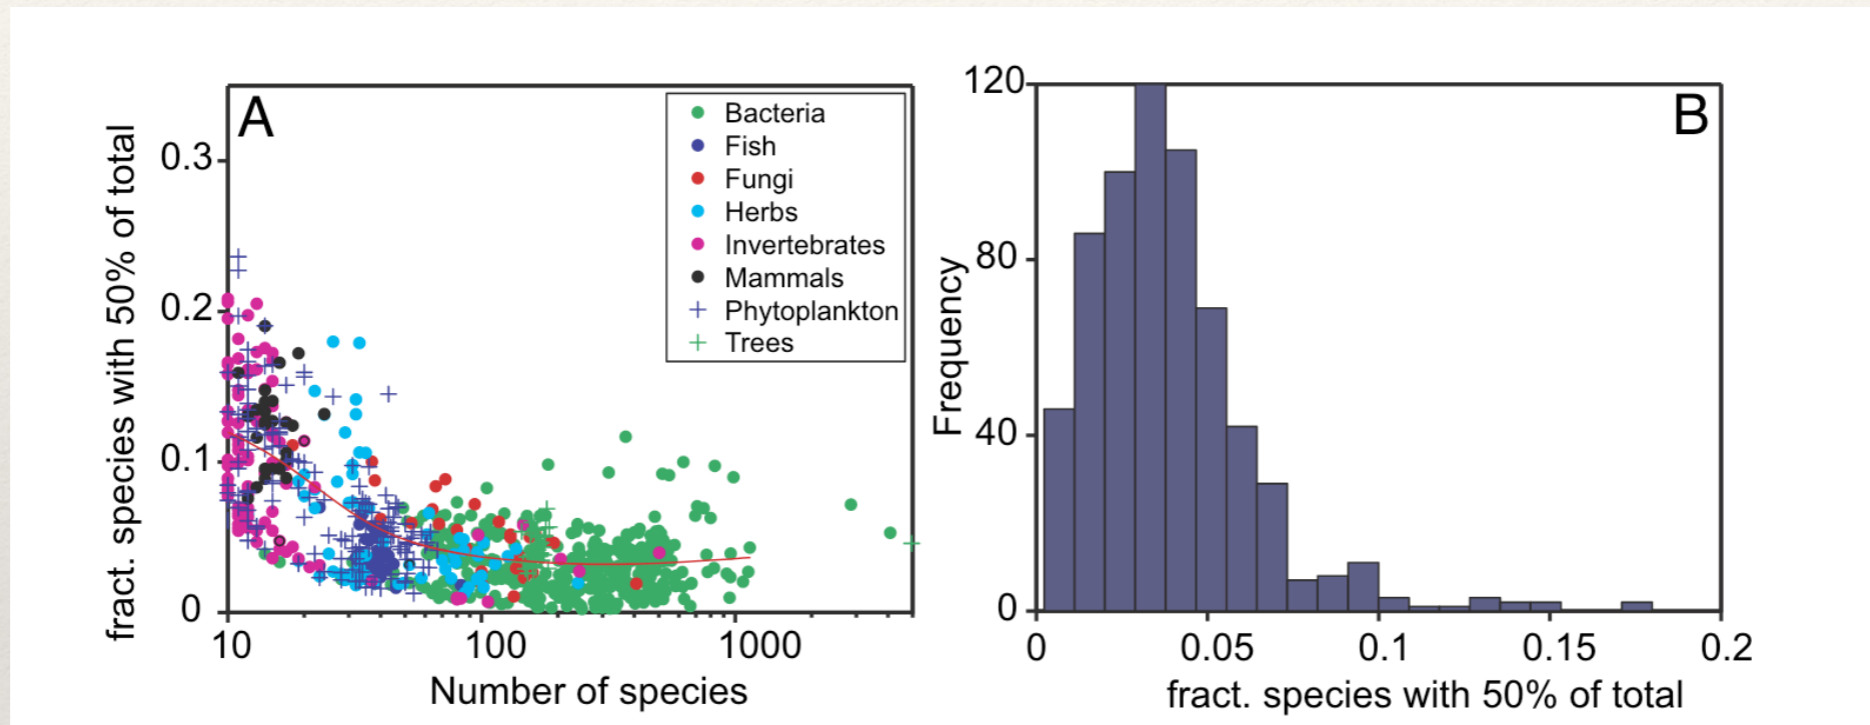 A
fract. species with 50% of total
0.3
0.2
0.1
0
10
100
1000
Number of species
Bacteria
Fish
Fungi
Herbs
Invertebrates
Mammals
Phytoplankton
Trees
B
Frequency
120
80
40
0
0
0.05
0.1
0.15
0.2
fract. species with 50% of total